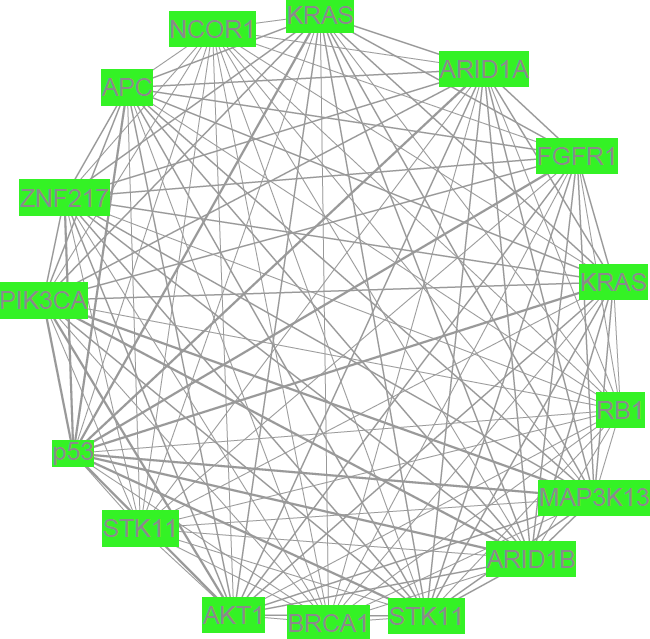 KRAS
NCOR1
ARID1A
APC
FGFR1
ZNF217
KRAS
PIK3CA
RB1
p53
MAP3K13
STK11
ARID1B
AKT1
STK11
BRCA1